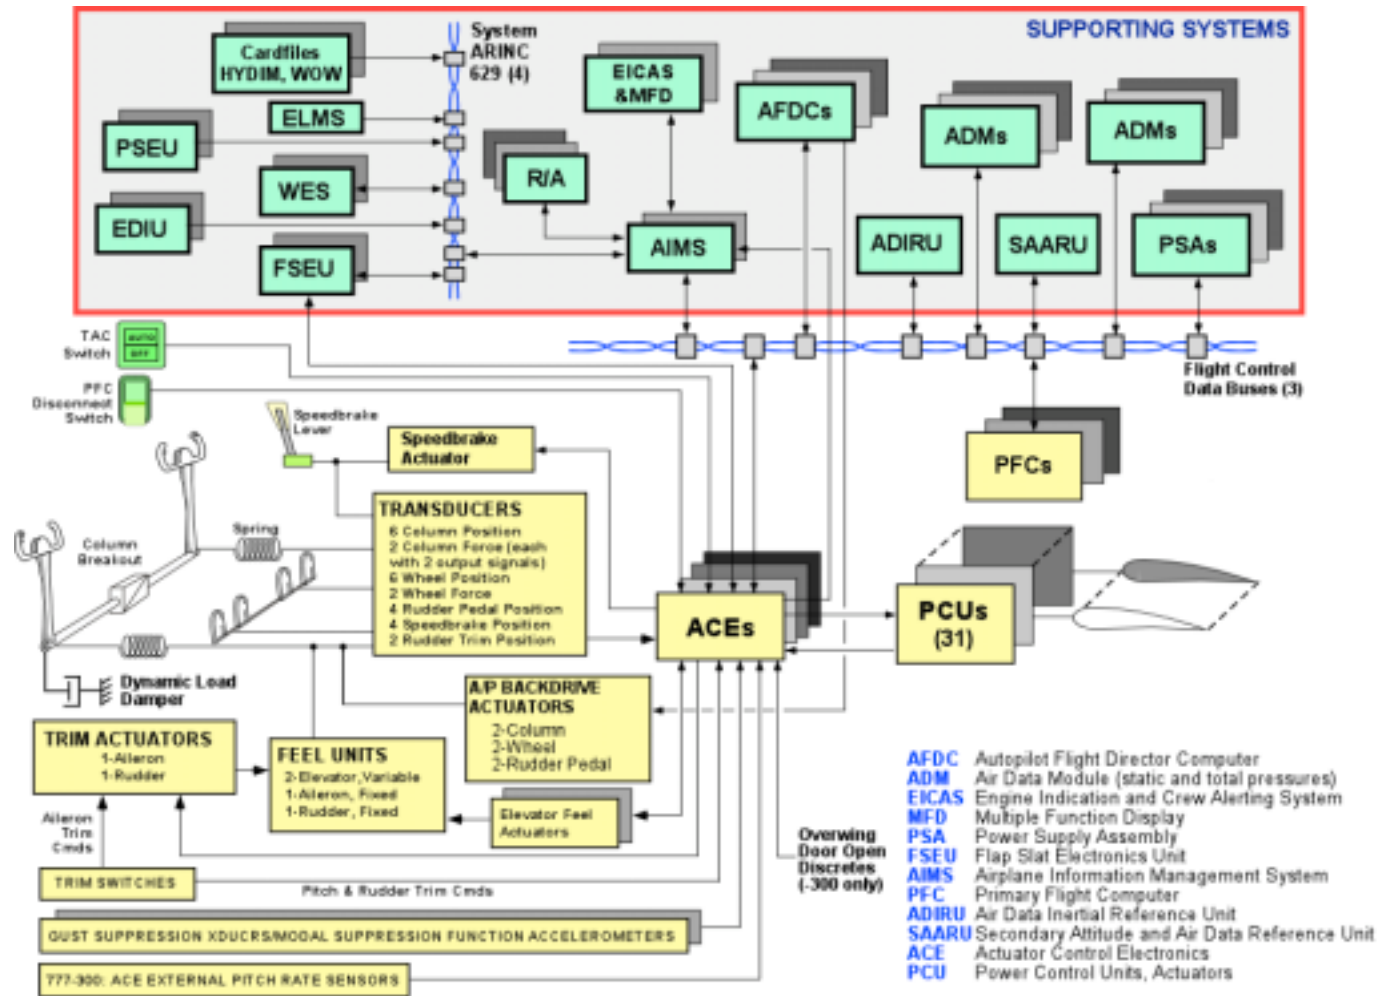 SUPPORTING SYSTEMS
System
ARINC
629 (4)
Cardfiles
HYDIM, WOW
EICAS
&MFD
AFDCs
ADMs
ADMs
ELMS
PSEU
R/A
WES
EDIU
AIMS
ADIRU
SAARU
PSAs
FSEU
TAC
Switch
AUTO
OFF
Flight Control
Data Buses (3)
PFC
Disconnect
Switch
Speedbrake
Lever
Speedbrake
Actuator
PFCs
TRANSDUCERS
6 Column Position
2 Column Force (each
with 2 output signals)
6 Wheel Position
2 Wheel Force
4 Rudder Pedal Position
4 Speedbrake Position
2 Rudder Trim Position
Spring
Column
Breakout
ACEs
PCUs
(31)
Dynamic Load
Damper
A/P BACKDRIVE
ACTUATORS
2-Column
2-Wheel
2-Rudder Pedal
TRIM ACTUATORS
1-Aileron
1-Rudder
FEEL UNITS
2-Elevator, Variable
1-Aileron, Fixed
1-Rudder, Fixed
Elevator Feel
Actuators
Aileron
Trim
Cmds
Overwing
Door Open
Discretes
(-300 only)
TRIM SWITCHES
Pitch & Rudder Trim Cmds
GUST SUPPRESSION XDUCRS/MODAL SUPPRESSION FUNCTION ACCELEROMETERS
777-300: ACE EXTERNAL PITCH RATE SENSORS
AFDC Autopilot Flight Director Computer
ADM Air Data Module (static and total pressures)
EICAS Engine Indication and Crew Alerting System
MFD Multiple Function Display
PSA Power Supply Assembly
FSEU Flap Slat Electronics Unit
AIMS Airplane Information Management System
PFC Primary Flight Computer
ADIRU Air Data Inertial Reference Unit
SAARU Secondary Attitude and Air Data Reference Unit
ACE Actuator Control Electronics
PCU Power Control Units, Actuators